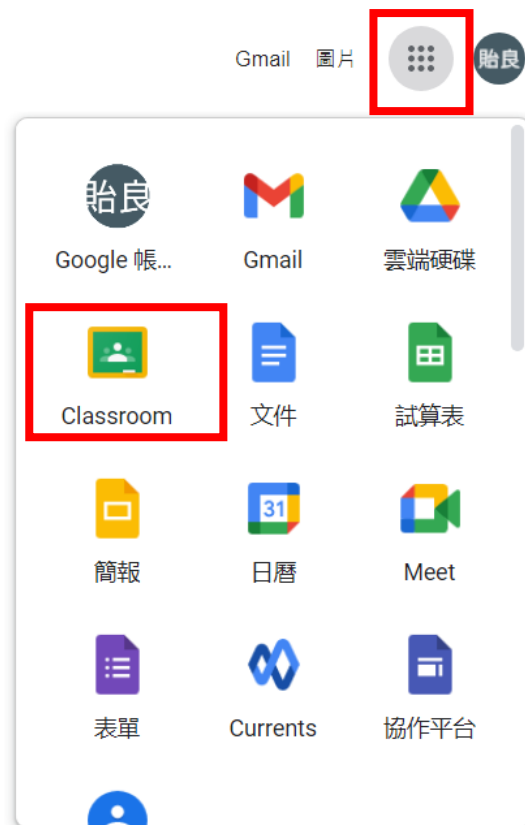 Gmail 圖片 貽良
貽良
Google 帳... Gmail 雲端硬碟
Classroom 文件 試算表
31
簡報 日曆 Meet
表單 Currents 協作平台